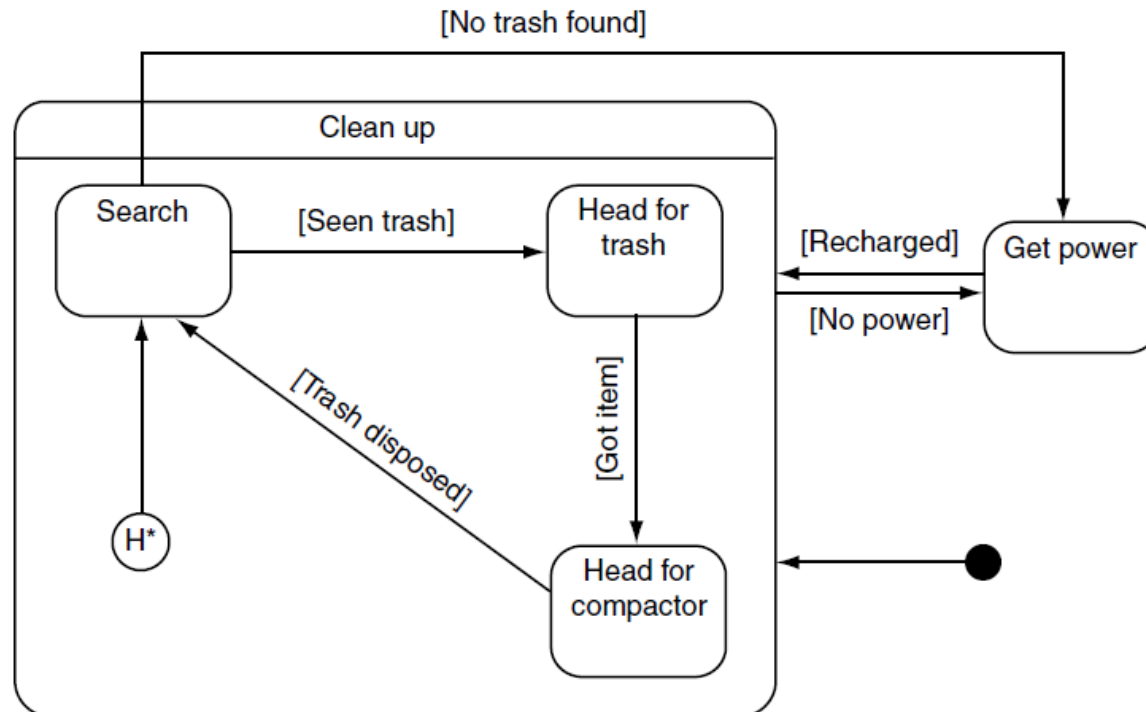 [No trash found]
Clean up
Search
[Seen trash]
Head for
trash
[Recharged]
Get power
[No power]
[Trash disposed]
[Got item]
H*
Head for
compactor